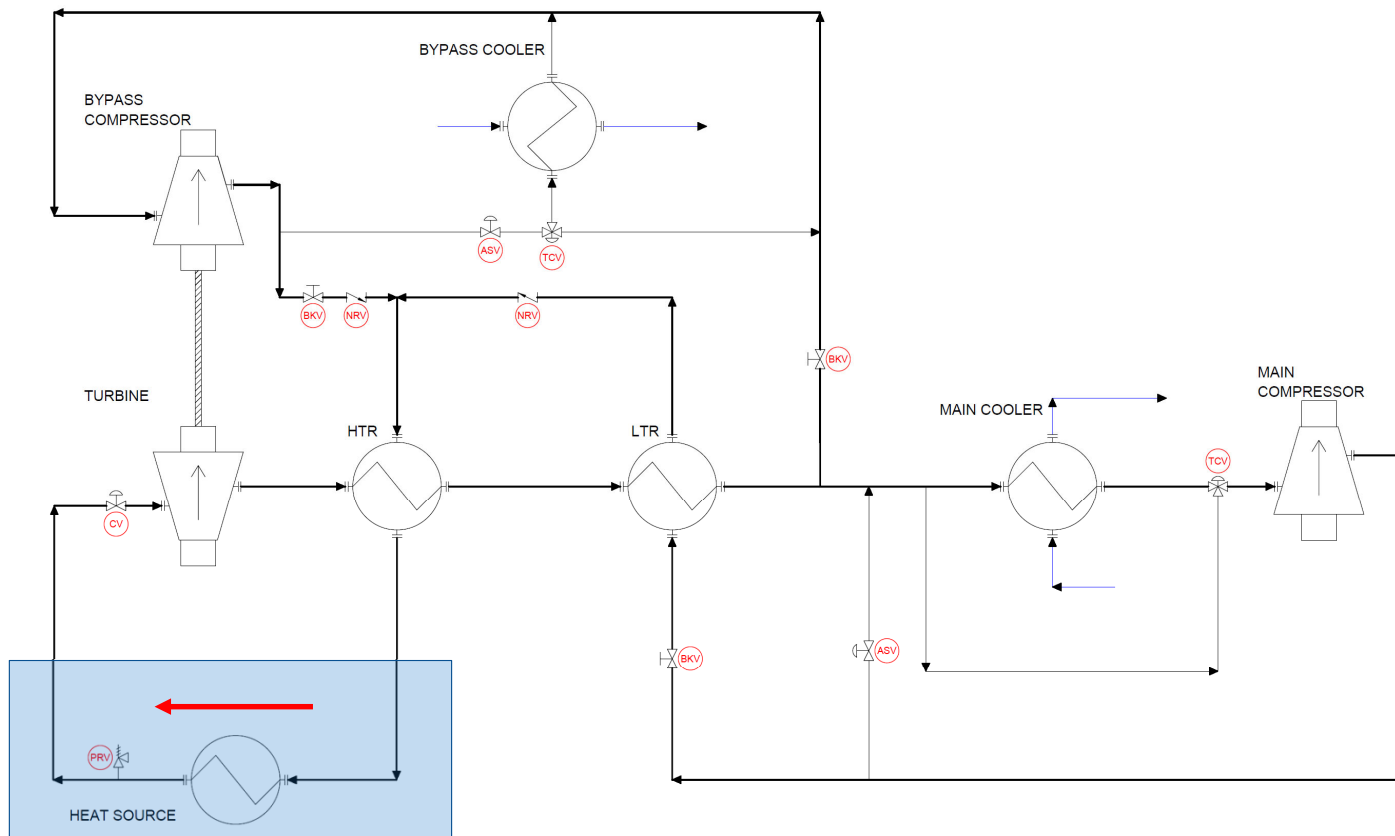 BYPASS COOLER
BYPASS
COMPRESSOR
ASV
TCV
BKV
NRV
NRV
BKV
MAIN
COMPRESSOR
TURBINE
MAIN COOLER
HTR
LTR
TCV
CV
ASV
BKV
PRV
HEAT SOURCE